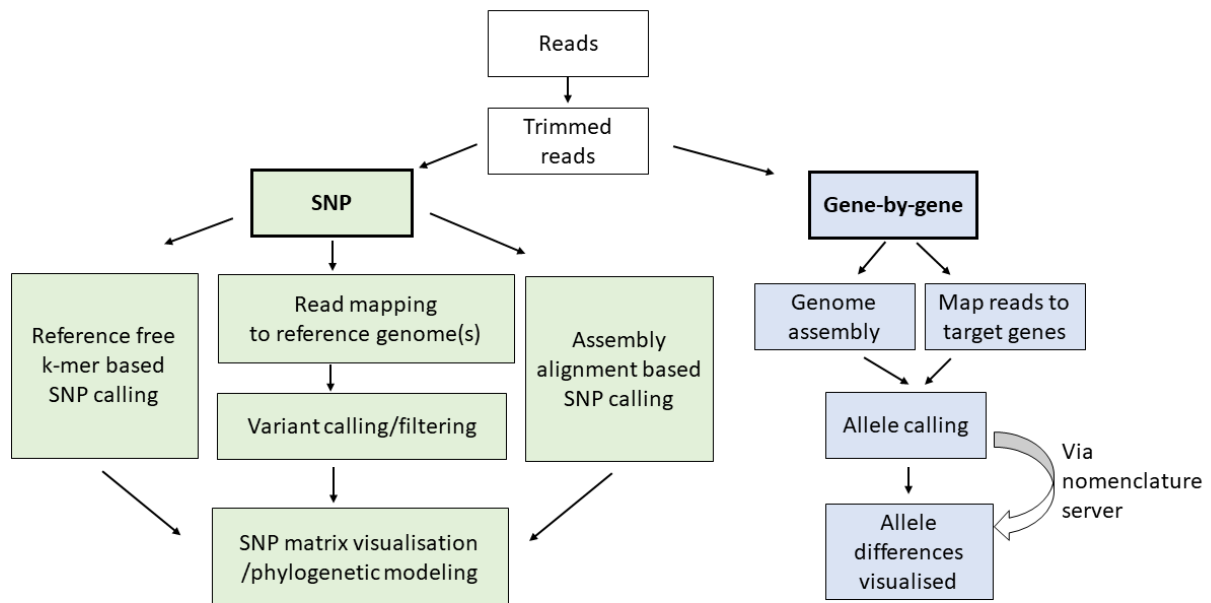 Reads
Trimmed
reads
SNP
Gene-by-gene
Reference free
k-mer based
SNP calling
Read mapping
to reference genome(s)
Variant calling/filtering
Assembly
alignment based
SNP calling
SNP matrix visualisation
/phylogenetic modeling
Genome
assembly
Map reads to
target genes
Allele calling
Via
nomenclature
server
Allele
differences
visualised